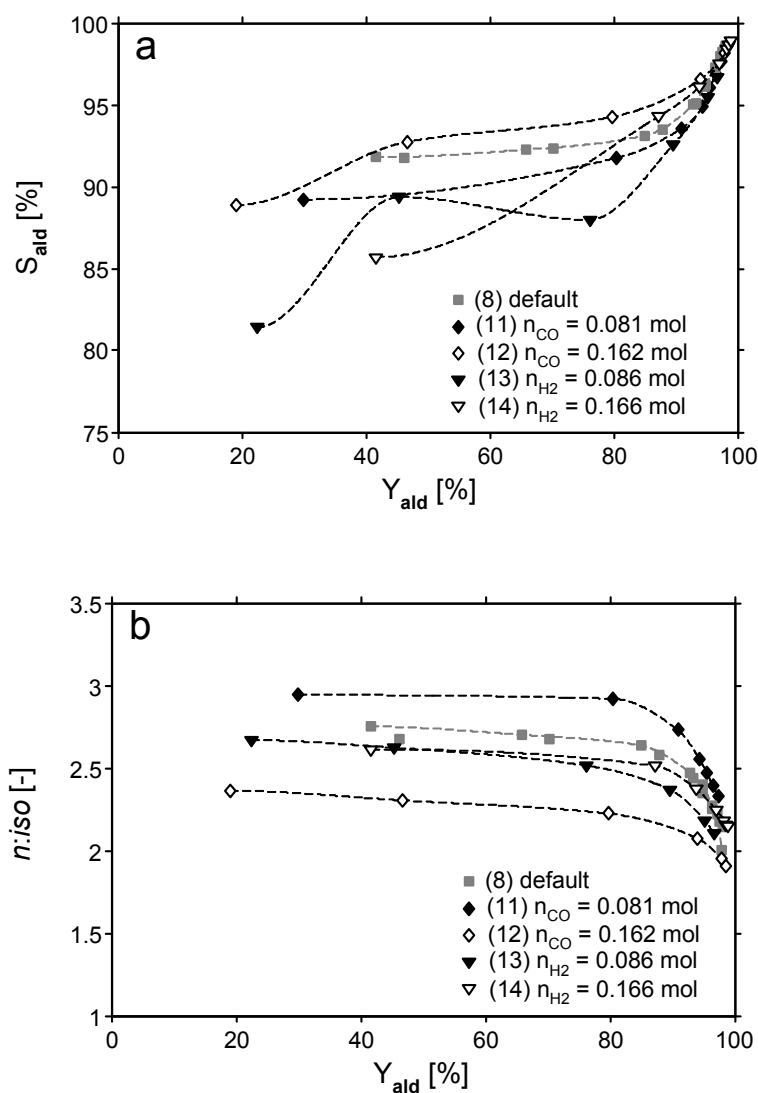 a
100
95
90
85
80
75
S_ald [%]
(8) default
(11) n_CO = 0.081 mol
(12) n_CO = 0.162 mol
(13) n_H2 = 0.086 mol
(14) n_H2 = 0.166 mol
0 20 40 60 80 100
Y_ald [%]
b
3.5
3
2.5
2
1.5
1
n:iso [-]
(8) default
(11) n_CO = 0.081 mol
(12) n_CO = 0.162 mol
(13) n_H2 = 0.086 mol
(14) n_H2 = 0.166 mol
0 20 40 60 80 100
Y_ald [%]